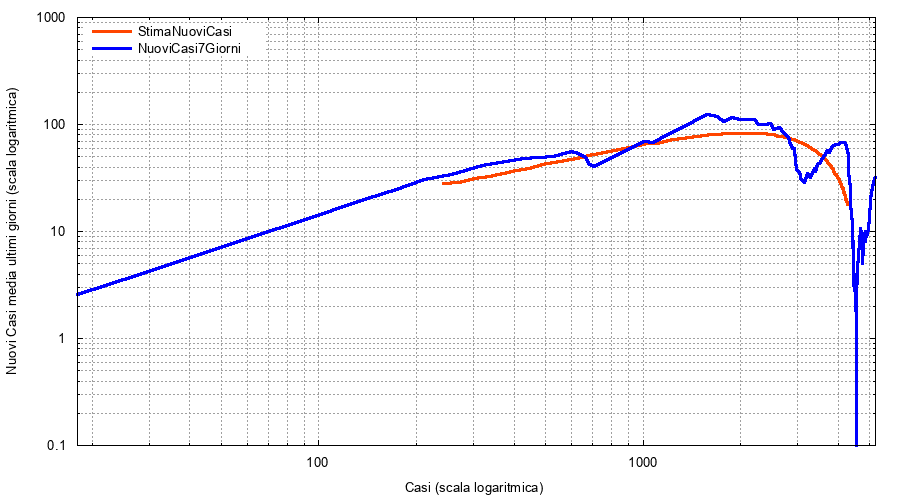 1000
100
10
1
0.1
StimaNuoviCasi
NuoviCasi7Giorni
Nuovi Casi media ultimi giorni (scala logaritmica)
100
1000
Casi (scala logaritmica)